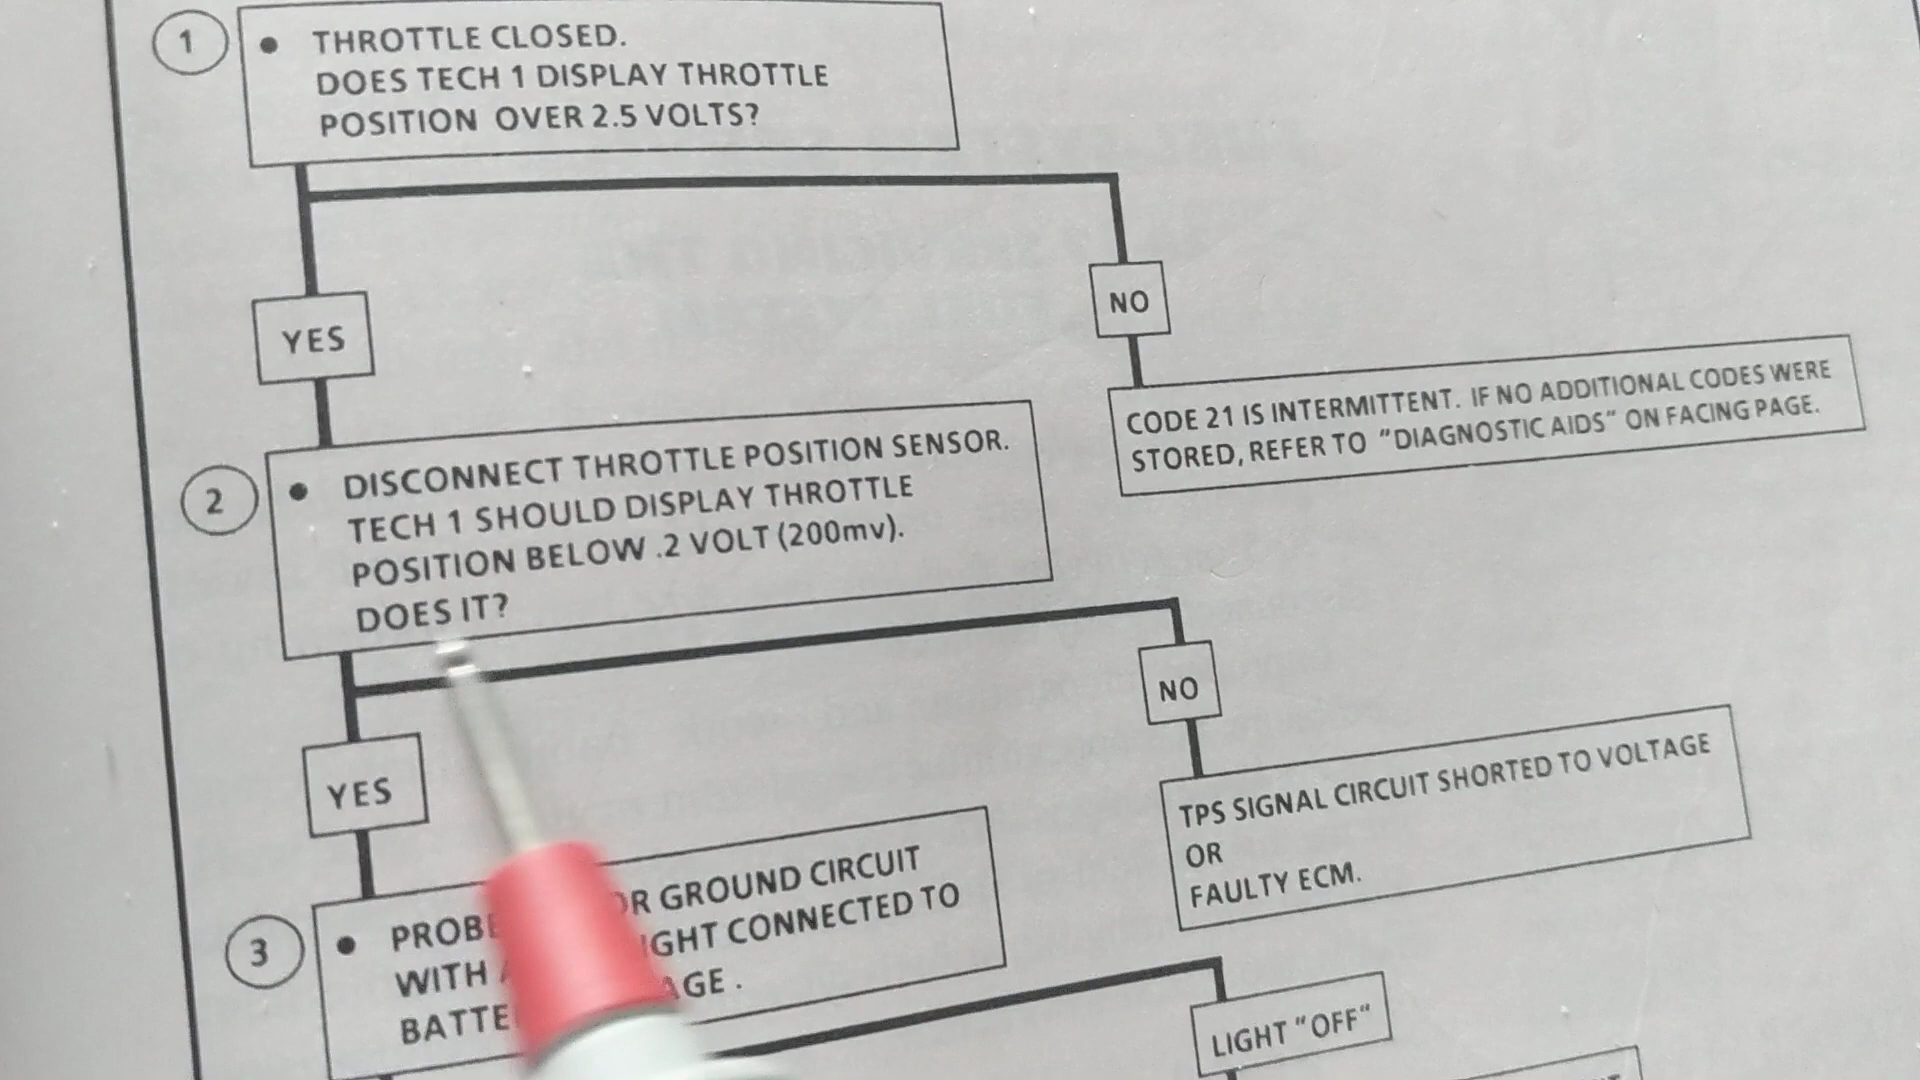 1
• THROTTLE CLOSED.
DOES TECH 1 DISPLAY THROTTLE
POSITION OVER 2.5 VOLTS?
YES
NO
CODE 21 IS INTERMITTENT. IF NO ADDITIONAL CODES WERE
STORED, REFER TO "DIAGNOSTIC AIDS" ON FACING PAGE.
2
• DISCONNECT THROTTLE POSITION SENSOR.
TECH 1 SHOULD DISPLAY THROTTLE
POSITION BELOW .2 VOLT (200mv).
DOES IT?
YES
NO
TPS SIGNAL CIRCUIT SHORTED TO VOLTAGE
OR
FAULTY ECM.
3
• PROBE GROUND CIRCUIT
WITH CONNECTED TO
LIGHT "OFF"